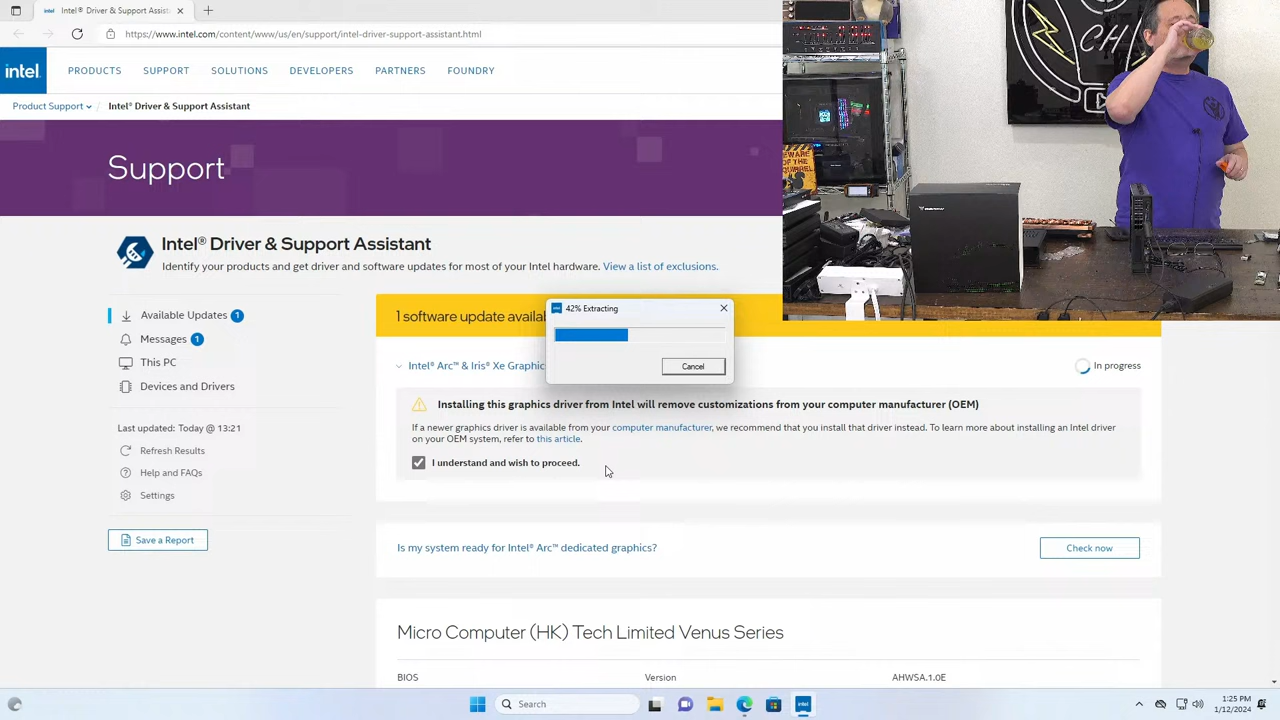 Intel® Driver & Support Assist
intel.com/content/www/us/en/support/intel-driver-support-assistant.html
intel.
SUPPORT
SOLUTIONS
DEVELOPERS
PARTNERS
FOUNDRY
Product Support
/
Intel® Driver & Support Assistant
Support
CH
BEWARE
OF THE
SQUIRREL
Intel® Driver & Support Assistant
Identify your products and get driver and software updates for most of your Intel hardware. View a list of exclusions.
Available Updates 1
Messages 1
This PC
Devices and Drivers
Last updated: Today @ 13:21
Refresh Results
Help and FAQs
Settings
Save a Report
1 software update availa
42% Extracting
Cancel
Intel® Arc™ & Iris® Xe Graphic
In progress
Installing this graphics driver from Intel will remove customizations from your computer manufacturer (OEM)
If a newer graphics driver is available from your computer manufacturer, we recommend that you install that driver instead. To learn more about installing an Intel driver
on your OEM system, refer to this article.
I understand and wish to proceed.
Is my system ready for Intel® Arc™ dedicated graphics?
Check now
Micro Computer (HK) Tech Limited Venus Series
BIOS
Version
AHWSA.1.0E
Search
intel
1:25 PM
1/12/2024